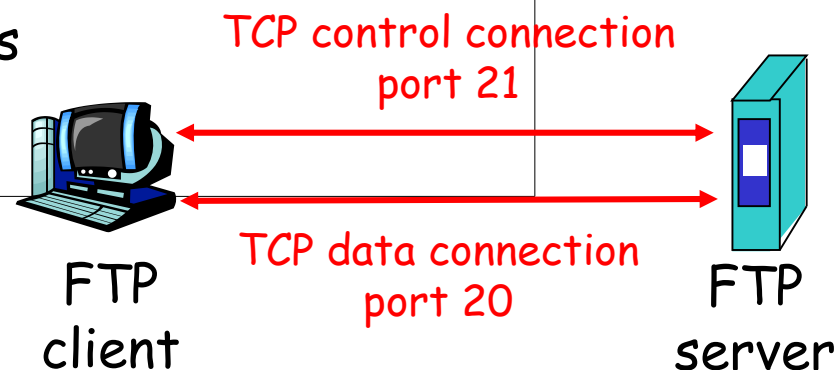 s
TCP control connection
port 21
TCP data connection
port 20
FTP
client
FTP
server